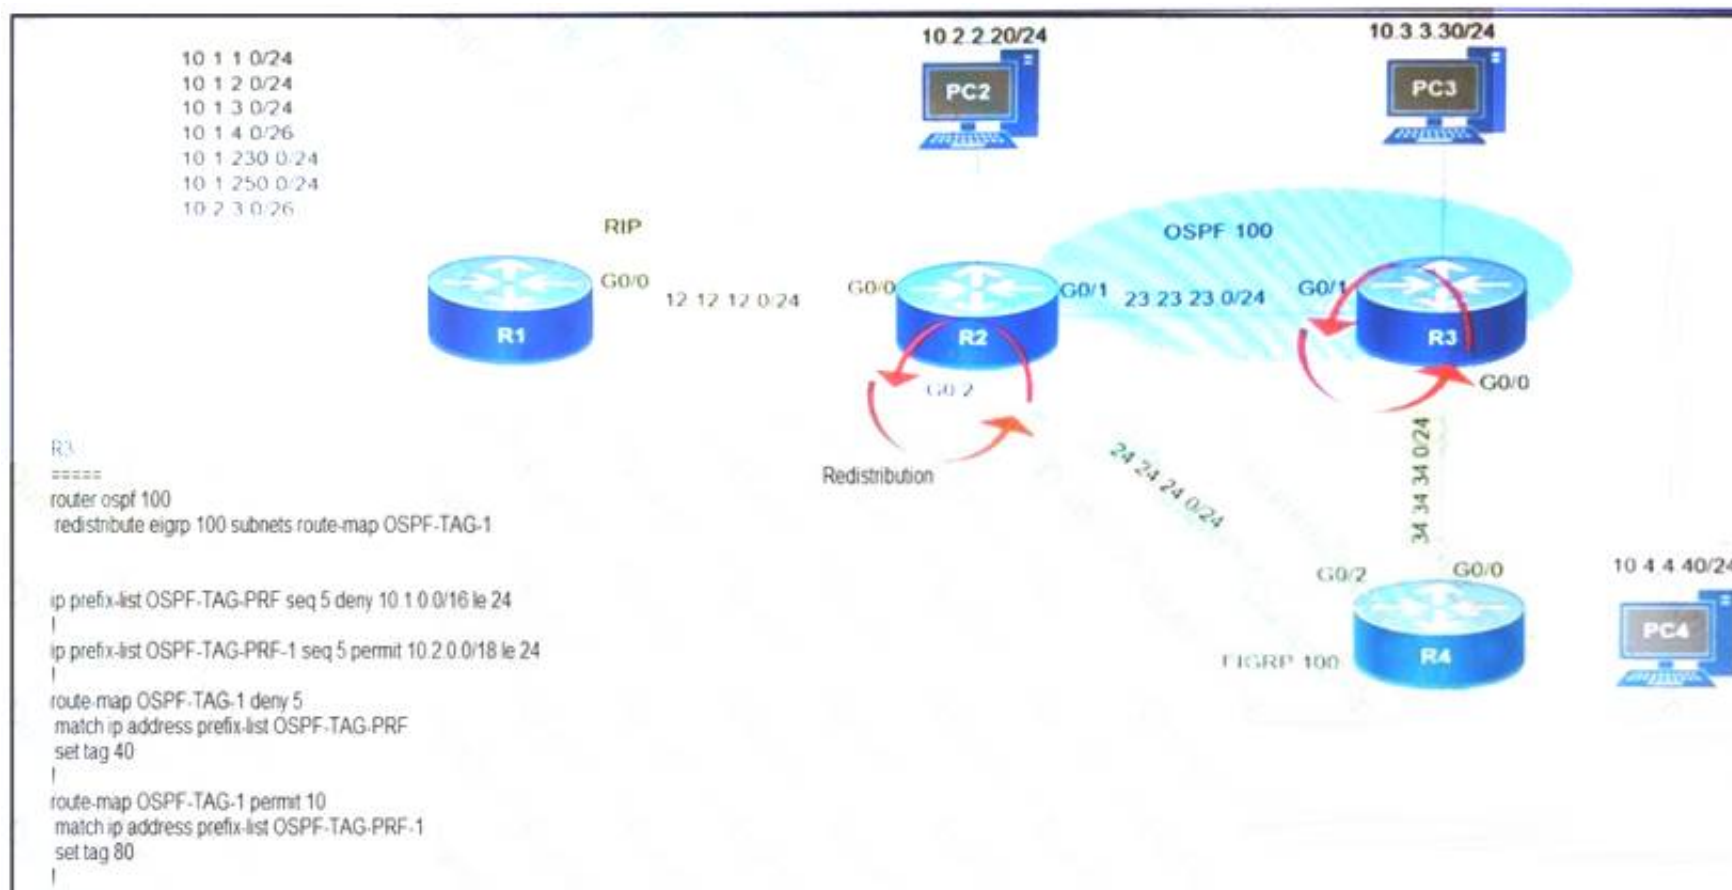 10 1 1 0/24
10 1 2 0/24
10 1 3 0/24
10 1 4 0/26
10 1 230 0/24
10 1 250 0/24
10 2 3 0/26
10 2 2.20/24
PC2
10 3 3.30/24
PC3
RIP
OSPF 100
G0/0
12 12 12 0/24
G0/0
G0/1
23 23 23 0/24
G0/1
R1
R2
R3
G0 2
G0/0
Redistribution
24 24 24 0/24
34 34 34 0/24
G0/2
G0/0
10 4 4 40/24
PC4
EIGRP 100
R4
R3
=====
router ospf 100
redistribute eigrp 100 subnets route-map OSPF-TAG-1
ip prefix-list OSPF-TAG-PRF seq 5 deny 10.1.0.0/16 le 24
!
ip prefix-list OSPF-TAG-PRF-1 seq 5 permit 10.2.0.0/18 le 24
!
route-map OSPF-TAG-1 deny 5
match ip address prefix-list OSPF-TAG-PRF
set tag 40
!
route-map OSPF-TAG-1 permit 10
match ip address prefix-list OSPF-TAG-PRF-1
set tag 80
!